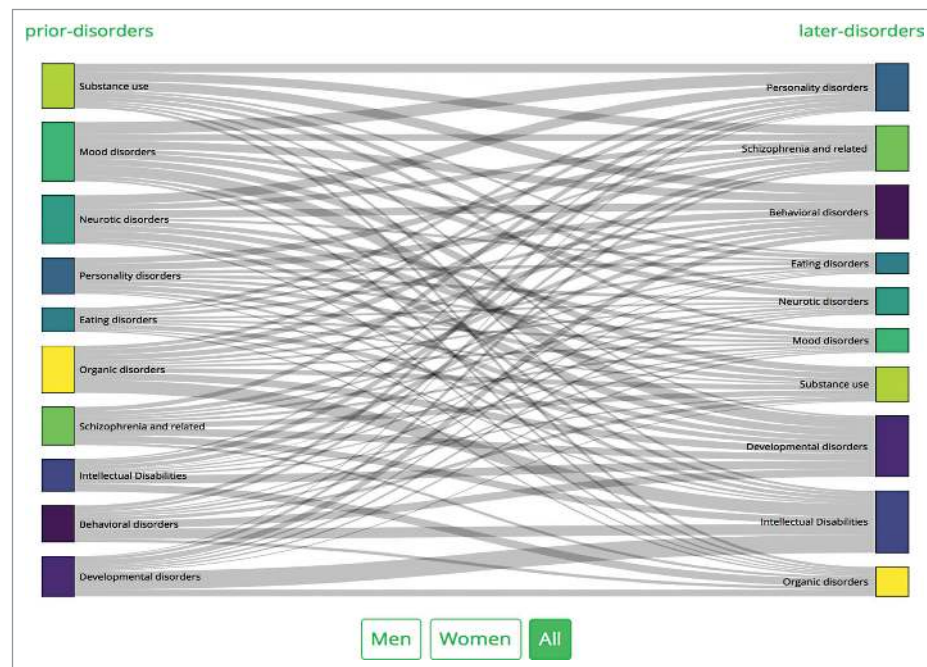 prior-disorders
later-disorders
Substance use
Mood disorders
Neurotic disorders
Personality disorders
Eating disorders
Organic disorders
Schizophrenia and related
Intellectual Disabilities
Behavioral disorders
Developmental disorders
Personality disorders
Schizophrenia and related
Behavioral disorders
Eating disorders
Neurotic disorders
Mood disorders
Substance use
Developmental disorders
Intellectual Disabilities
Organic disorders
Men
Women
All